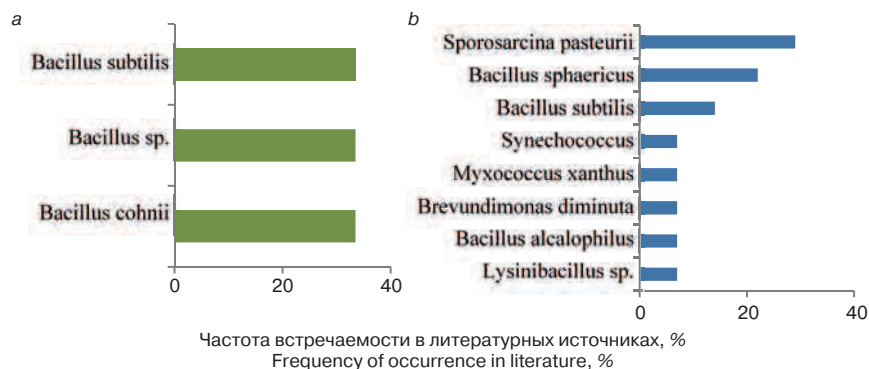 a
Bacillus subtilis
Bacillus sp.
Bacillus cohnii
0 20 40
b
Sporosarcina pasteurii
Bacillus sphaericus
Bacillus subtilis
Synechococcus
Myxococcus xanthus
Brevundimonas diminuta
Bacillus alcalophilus
Lysinibacillus sp.
0 20 40
Частота встречаемости в литературных источниках, %
Frequency of occurrence in literature, %